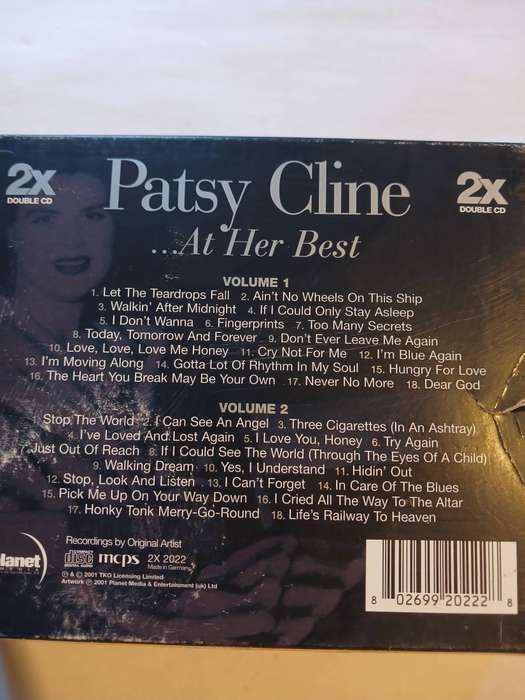 2X DOUBLE CD
Patsy Cline
2X DOUBLE CD
...At Her Best
VOLUME 1
1. Let The Teardrops Fall 2. Ain't No Wheels On This Ship
3. Walkin' After Midnight 4. If I Could Only Stay Asleep
5. I Don't Wanna 6. Fingerprints 7. Too Many Secrets
8. Today, Tomorrow And Forever 9. Don't Ever Leave Me Again
10. Love, Love, Love Me Honey 11. Cry Not For Me 12. I'm Blue Again
13. I'm Moving Along 14. Gotta Lot Of Rhythm In My Soul 15. Hungry For Love
16. The Heart You Break May Be Your Own 17. Never No More 18. Dear God
VOLUME 2
1. Stop The World 2. I Can See An Angel 3. Three Cigarettes (In An Ashtray)
4. I've Loved And Lost Again 5. I Love You, Honey 6. Try Again
7. Just Out Of Reach 8. If I Could See The World (Through The Eyes Of A Child)
9. Walking Dream 10. Yes, I Understand 11. Hidin' Out
12. Stop, Look And Listen 13. I Can't Forget 14. In Care Of The Blues
15. Pick Me Up On Your Way Down 16. I Cried All The Way To The Altar
17. Honky Tonk Merry-Go-Round 18. Life's Railway To Heaven
Recordings by Original Artist
planet
COMPACT disc DIGITAL AUDIO mcps 2X 2022
Made in Germany
℗ & © 2001 TKO Licensing Limited
Artwork ℗ 2001 Planet Media & Entertainment (uk) Ltd
8 02699 20222 8